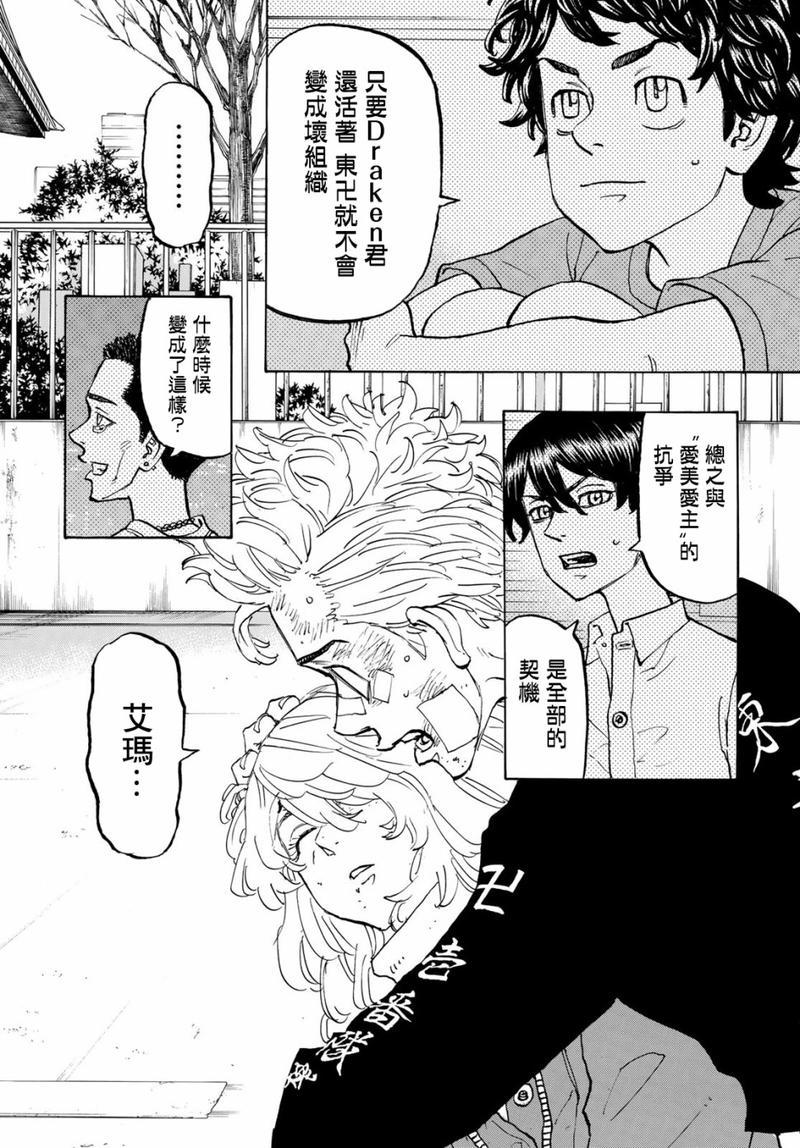 只要Draken君
還活著 東卍就不會
變成壞組織
………
總之與
"愛美愛主"的
抗爭
是全部的
契機
什麼時候
變成了這樣？
艾瑪…
東
卍
壱
番
隊